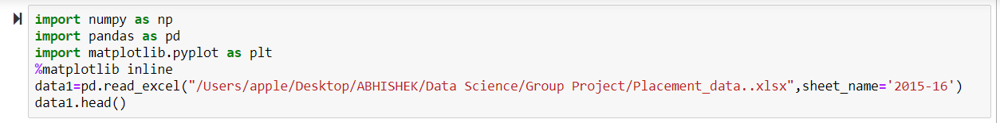 import numpy as np
import pandas as pd
import matplotlib.pyplot as plt
%matplotlib inline
data1=pd.read_excel("/Users/apple/Desktop/ABHISHEK/Data Science/Group Project/Placement_data..xlsx",sheet_name='2015-16')
data1.head()